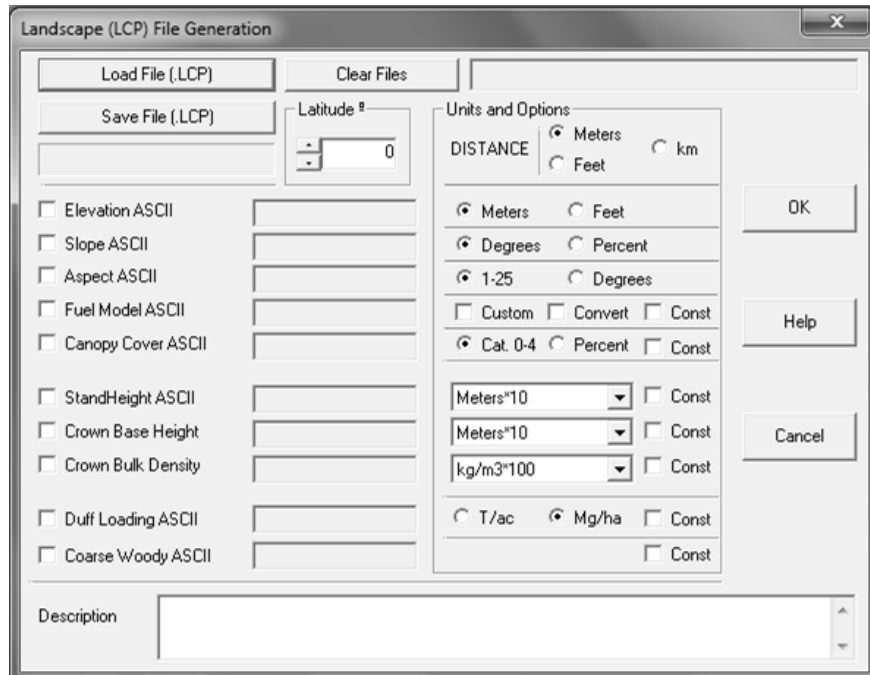 Landscape (LCP) File Generation
Load File (.LCP) Clear Files
Save File (.LCP) Latitude º Units and Options
0 DISTANCE Meters km
Feet
Elevation ASCII Meters Feet OK
Slope ASCII Degrees Percent
Aspect ASCII 1-25 Degrees
Fuel Model ASCII Custom Convert Const Help
Canopy Cover ASCII Cat. 0-4 Percent Const
StandHeight ASCII Meters*10 Const
Crown Base Height Meters*10 Const Cancel
Crown Bulk Density kg/m3*100 Const
Duff Loading ASCII T/ac Mg/ha Const
Coarse Woody ASCII Const
Description